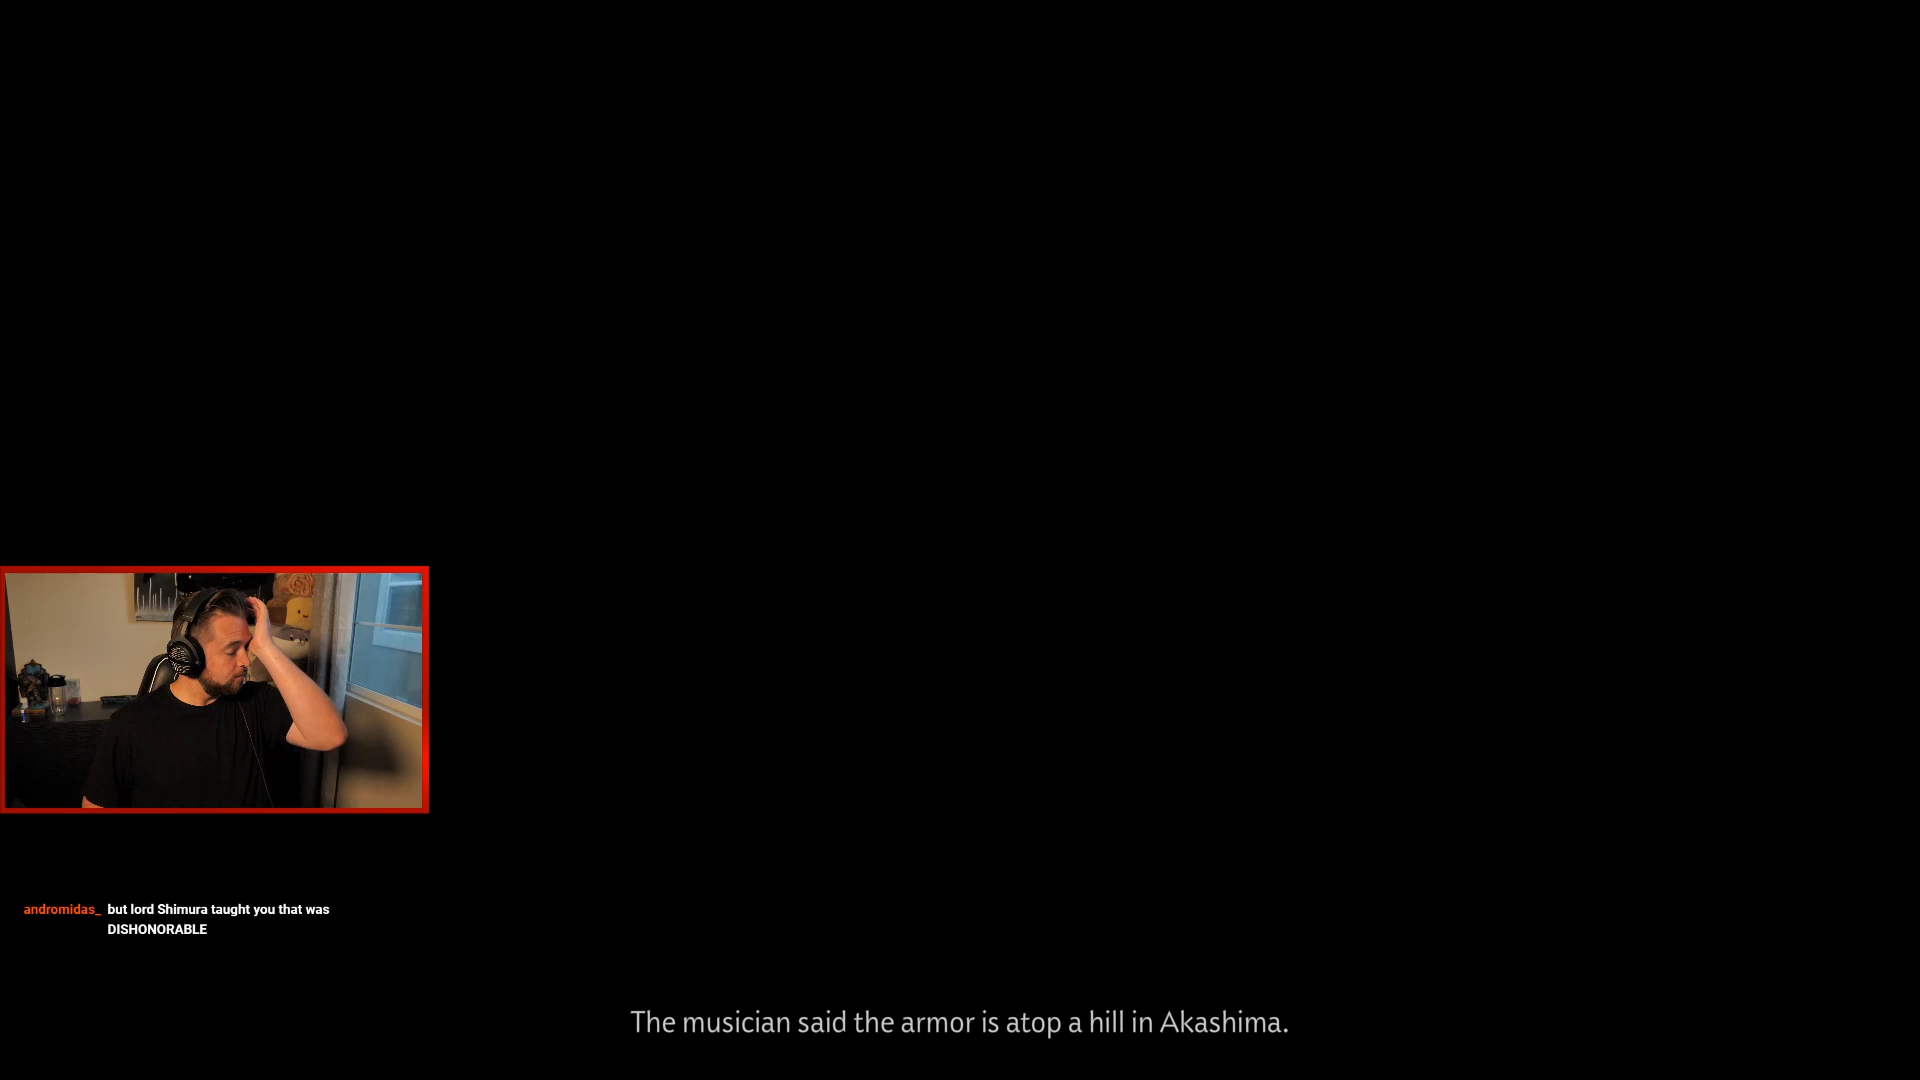 andromidas_ but lord Shimura taught you that was
DISHONORABLE
The musician said the armor is atop a hill in Akashima.